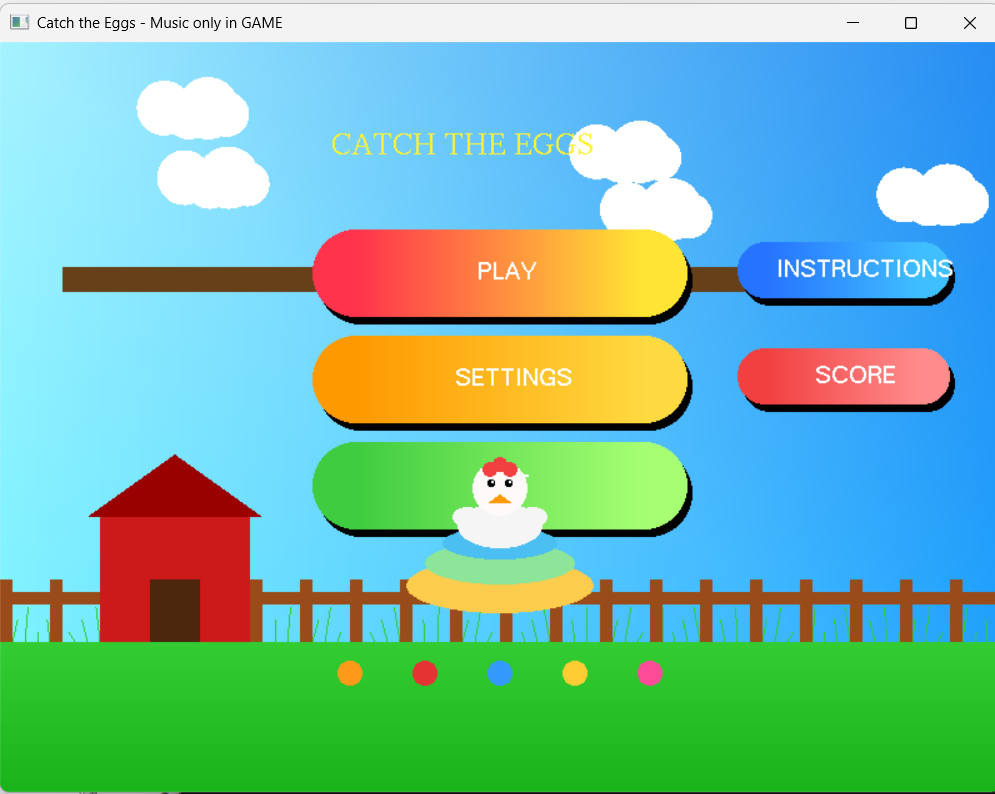 Catch the Eggs - Music only in GAME
CATCH THE EGGS
PLAY
INSTRUCTIONS
SETTINGS
SCORE